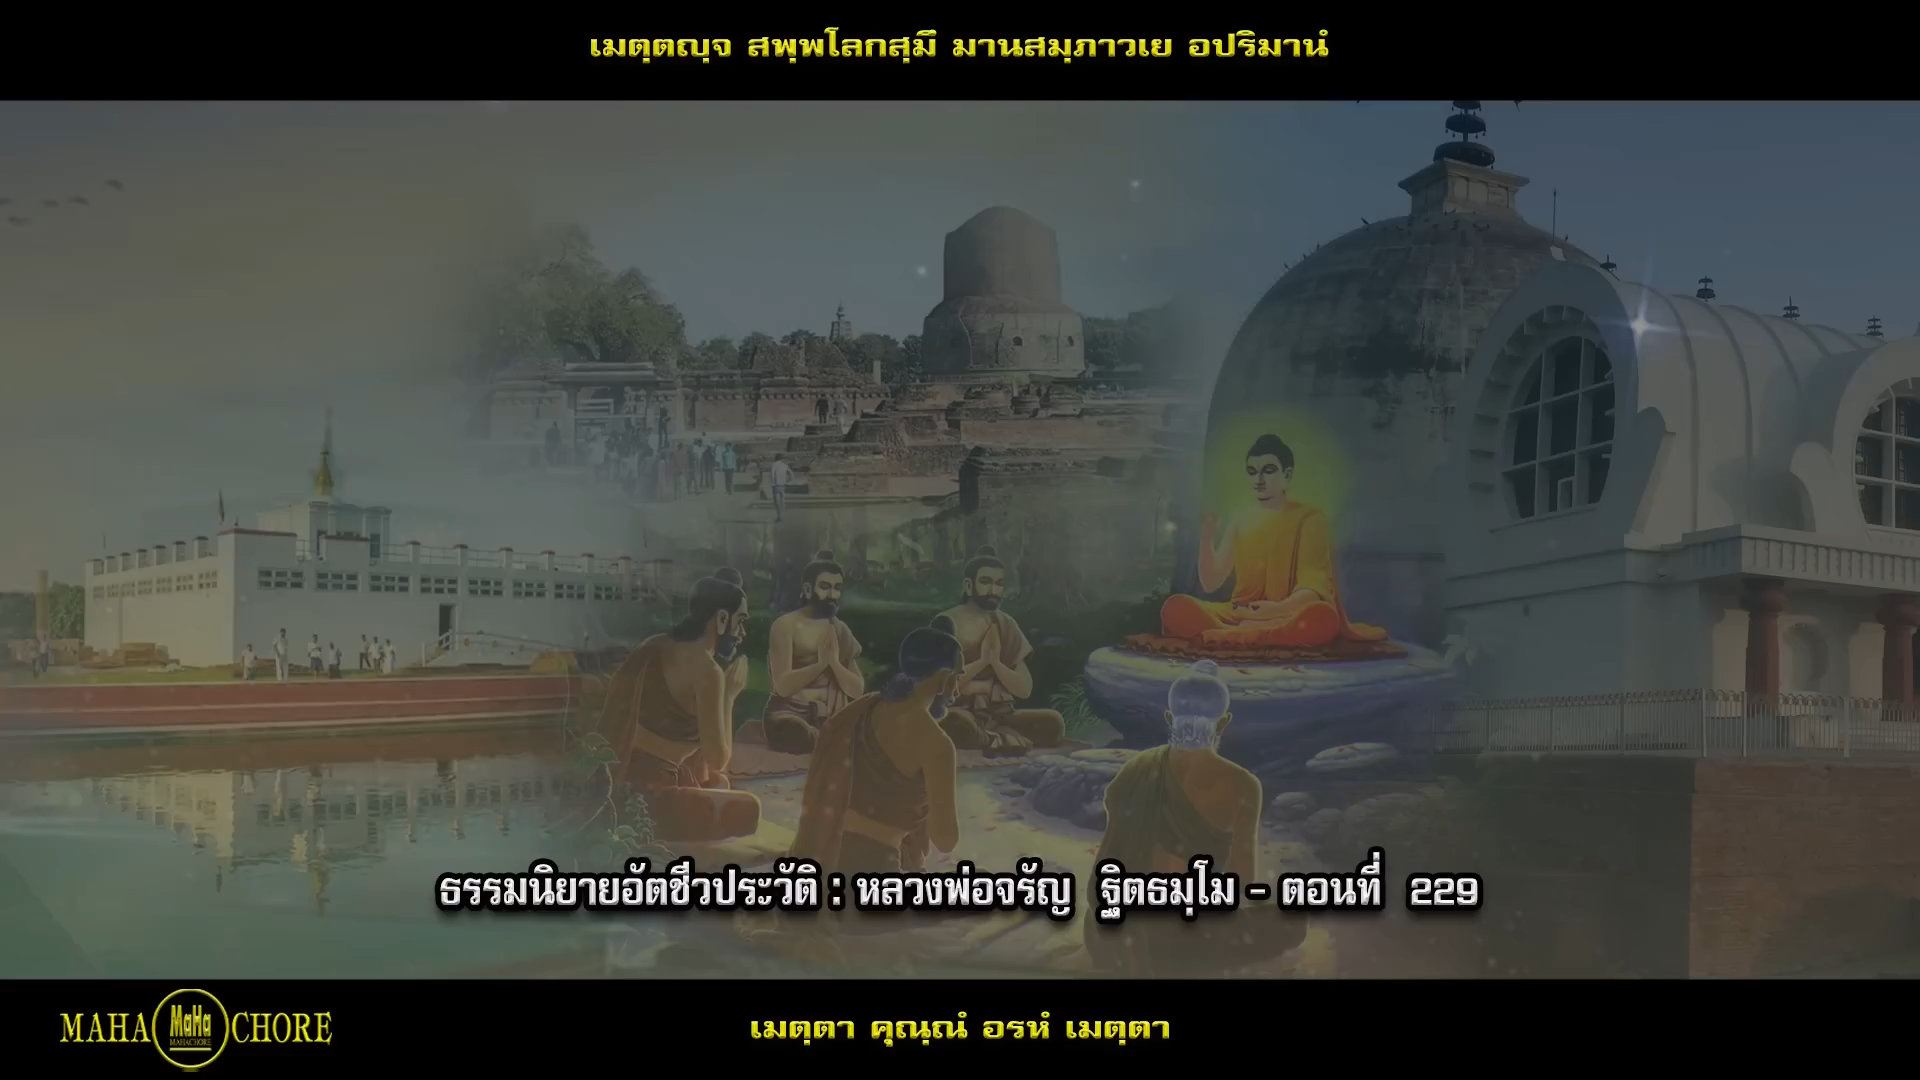 เมตฺตญฺจ สพฺพโลกสฺมึ มานสมฺภาวเย อปริมานํ
ธรรมนิยายอัตชีวประวัติ : หลวงพ่อจรัญ ฐิตธมฺโม - ตอนที่ 229
MAHA MaHa CHORE
MAHACHORE
เมตฺตา คุณฺณํ อรหํ เมตฺตา